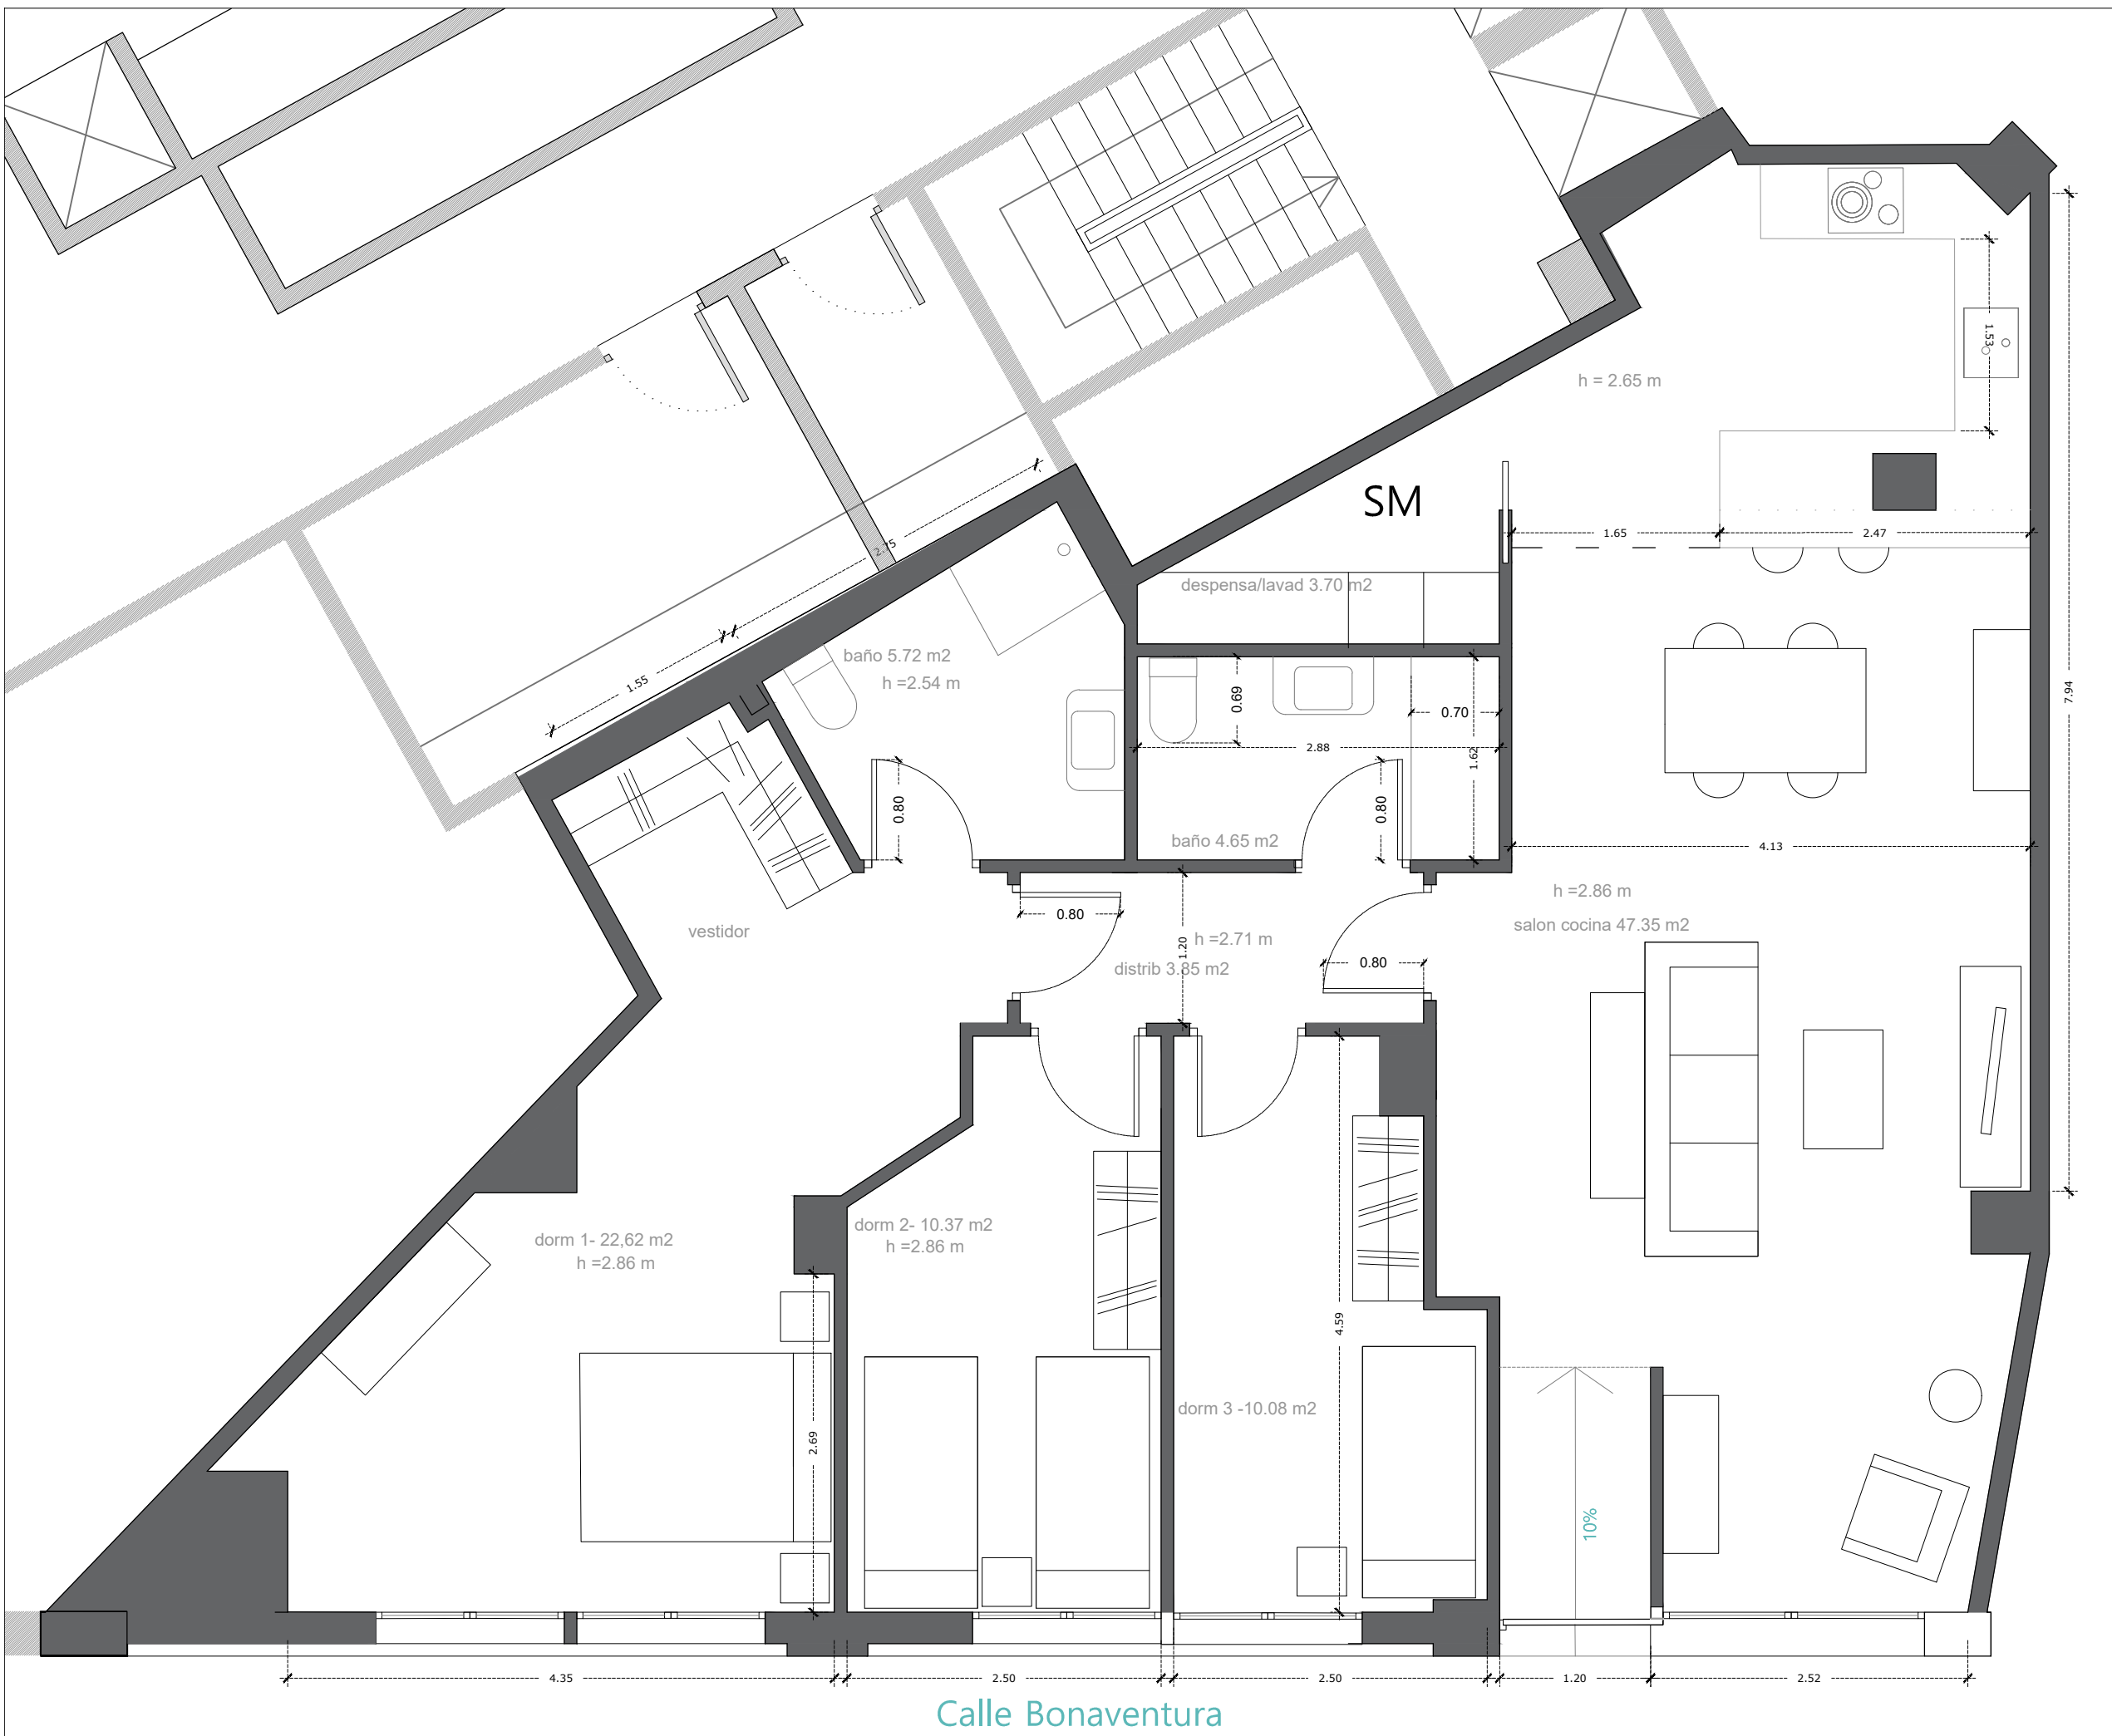 h = 2.65 m
1.53
SM
2.75
1.65
2.47
despensa/lavad 3.70 m2
baño 5.72 m2
h =2.54 m
1.55
0.69
0.70
7.94
2.88
1.62
0.80
0.80
baño 4.65 m2
4.13
h =2.86 m
salon cocina 47.35 m2
0.80
vestidor
1.20
h =2.71 m
distrib 3.85 m2
0.80
dorm 1- 22,62 m2
h =2.86 m
dorm 2- 10.37 m2
h =2.86 m
4.59
dorm 3 -10.08 m2
2.69
10%
4.35
2.50
2.50
1.20
2.52
Calle Bonaventura